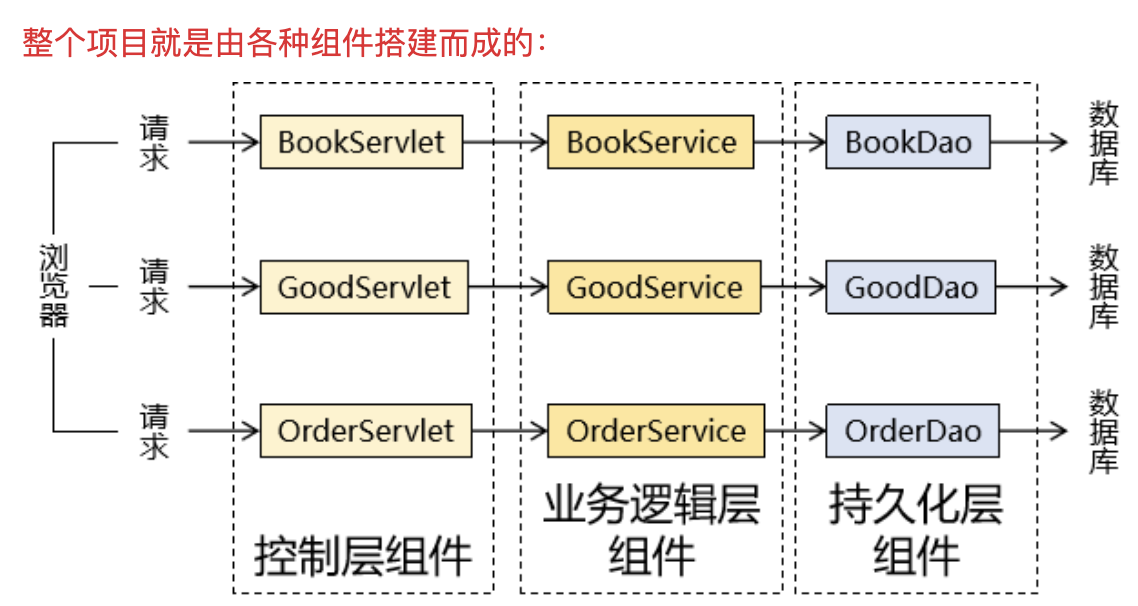 整个项目就是由各种组件搭建而成的：
请求 BookServlet BookService BookDao 数据库
浏览器 请求 GoodServlet GoodService GoodDao 数据库
请求 OrderServlet OrderService OrderDao 数据库
控制层组件
业务逻辑层
组件
持久化层
组件